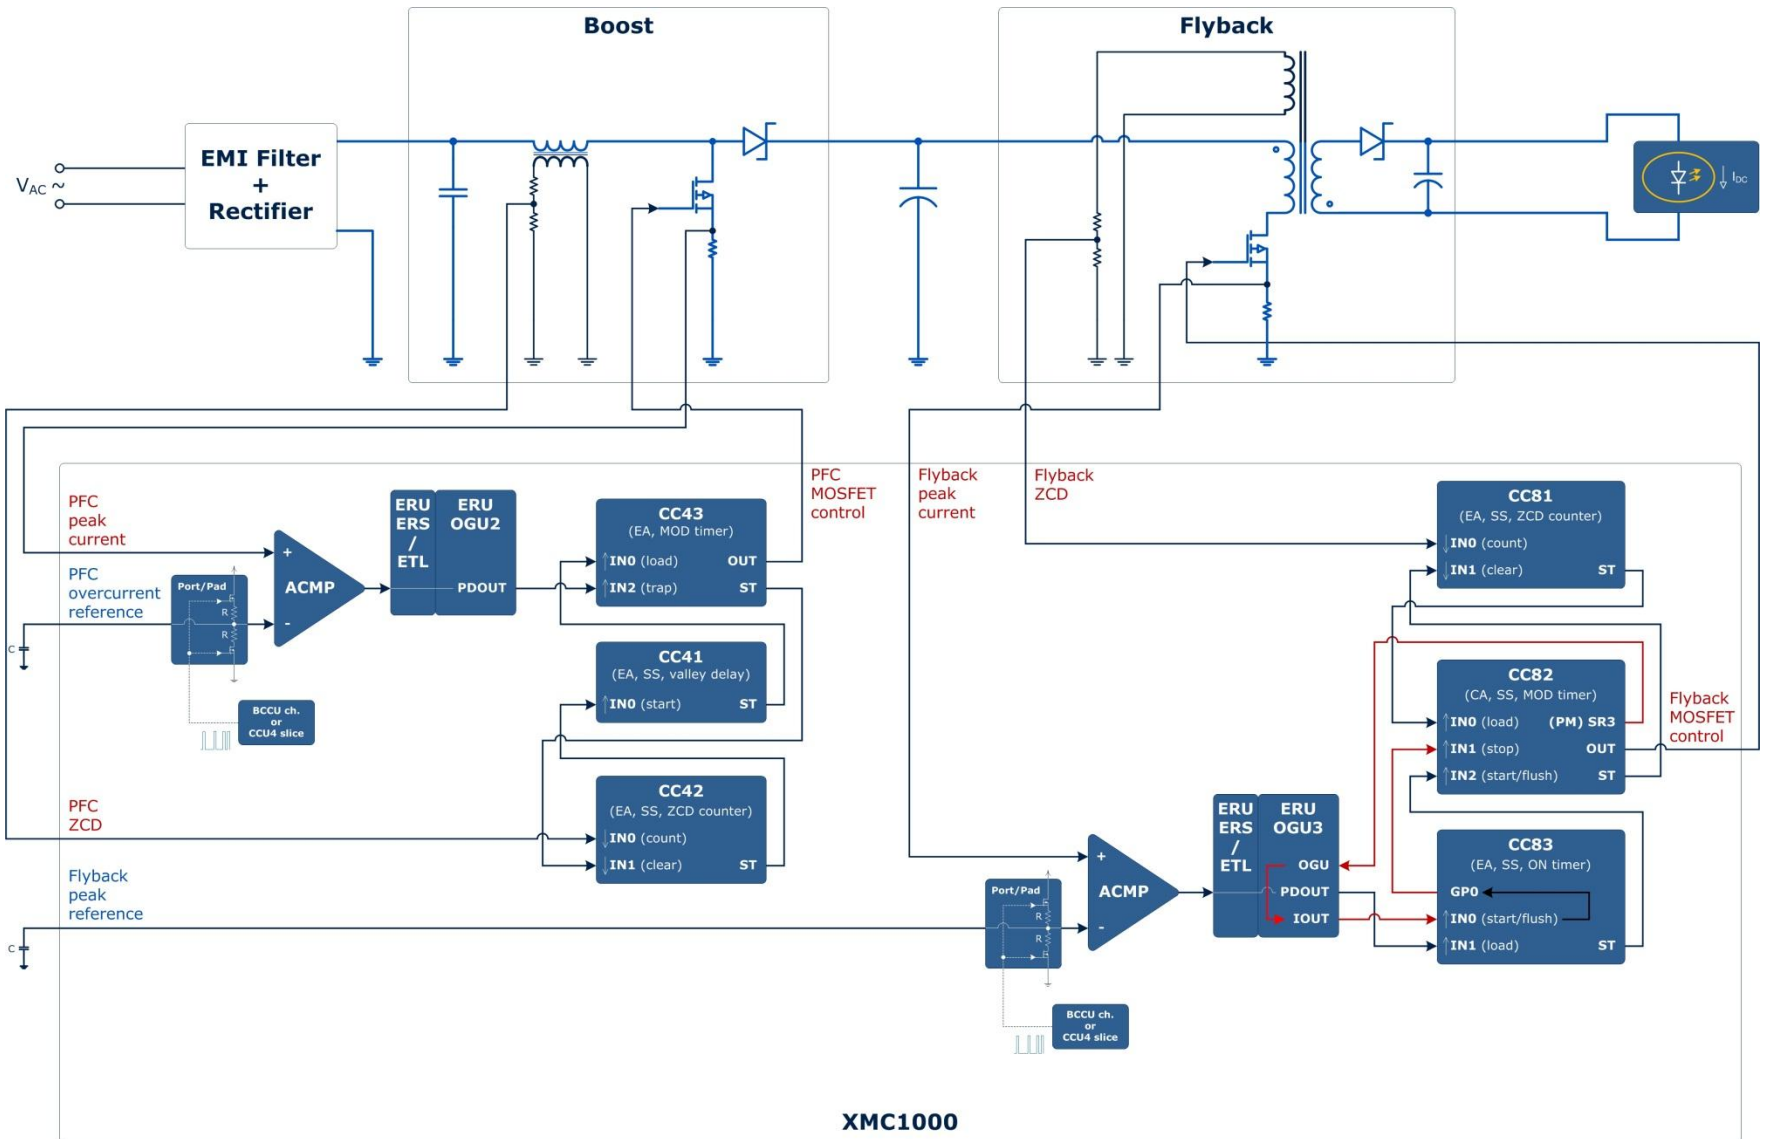 Boost
Flyback
EMI Filter
+
Rectifier
VAC ~
IDC
PFC
peak
current
PFC
overcurrent
reference
C
Port/Pad
R
R
BCCU ch.
or
CCU4 slice
+
ACMP
-
ERU
ERS
/
ETL
ERU
OGU2
PDOUT
CC43
(EA, MOD timer)
IN0 (load) OUT
IN2 (trap) ST
CC41
(EA, SS, valley delay)
IN0 (start) ST
CC42
(EA, SS, ZCD counter)
IN0 (count)
IN1 (clear) ST
PFC
MOSFET
control
Flyback
peak
current
Flyback
ZCD
PFC
ZCD
Flyback
peak
reference
C
Port/Pad
R
R
BCCU ch.
or
CCU4 slice
+
ACMP
-
ERU
ERS
/
ETL
ERU
OGU3
OGU
PDOUT
IOUT
CC81
(EA, SS, ZCD counter)
IN0 (count)
IN1 (clear) ST
CC82
(CA, SS, MOD timer)
IN0 (load) (PM) SR3
IN1 (stop) OUT
IN2 (start/flush) ST
Flyback
MOSFET
control
CC83
(EA, SS, ON timer)
GP0
IN0 (start/flush)
IN1 (load) ST
XMC1000